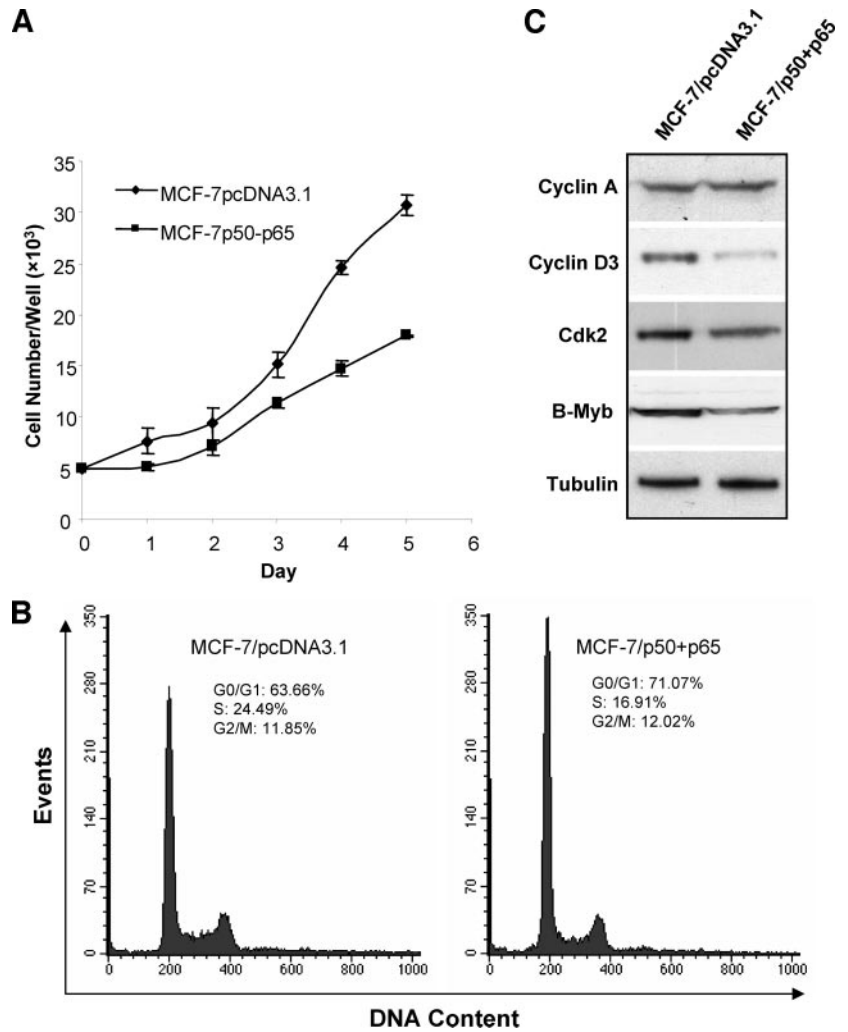 A
35
30
25
20
15
10
5
0
Cell Number/Well (×10³)
MCF-7pcDNA3.1
MCF-7p50-p65
0 1 2 3 4 5 6
Day
C
MCF-7/pcDNA3.1
MCF-7/p50+p65
Cyclin A
Cyclin D3
Cdk2
B-Myb
Tubulin
B
Events
350
280
210
140
70
0
MCF-7/pcDNA3.1
G0/G1: 63.66%
S: 24.49%
G2/M: 11.85%
0 200 400 600 800 1000
350
280
210
140
70
0
MCF-7/p50+p65
G0/G1: 71.07%
S: 16.91%
G2/M: 12.02%
0 200 400 600 800 1000
DNA Content